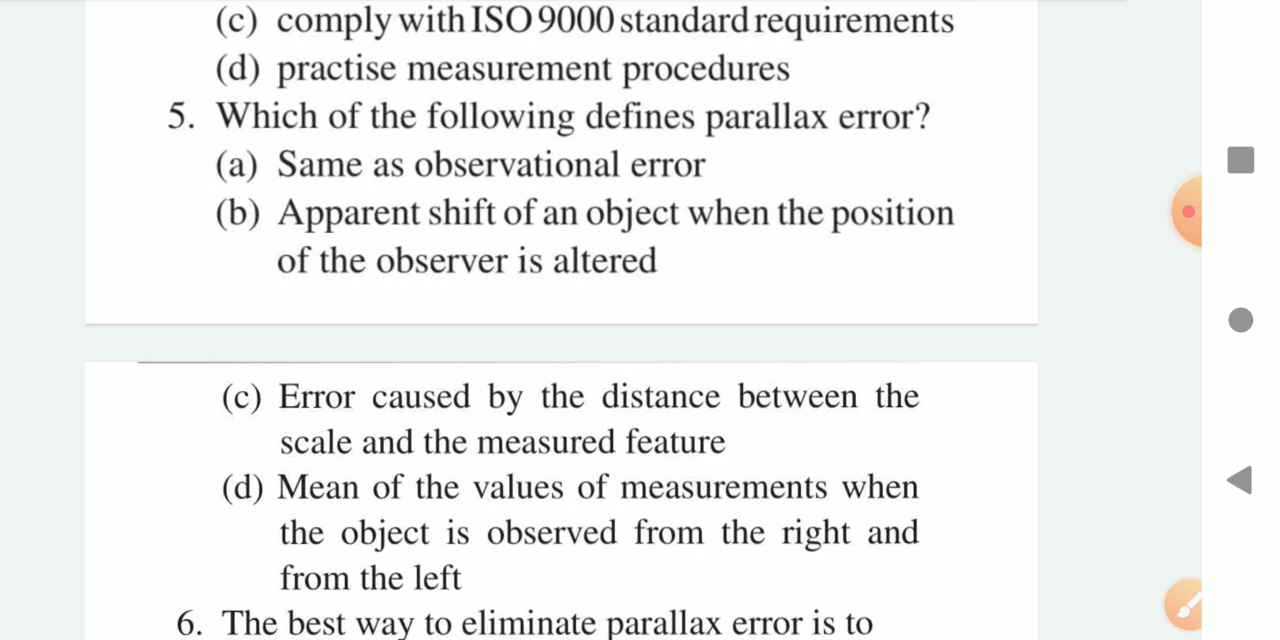 (c) comply with ISO 9000 standard requirements
(d) practise measurement procedures
5. Which of the following defines parallax error?
(a) Same as observational error
(b) Apparent shift of an object when the position
of the observer is altered
(c) Error caused by the distance between the
scale and the measured feature
(d) Mean of the values of measurements when
the object is observed from the right and
from the left
6. The best way to eliminate parallax error is to